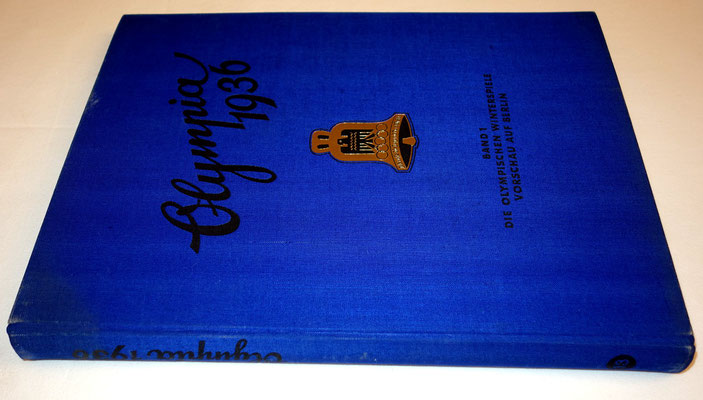 Olympia
1936
BAND 1
DIE OLYMPISCHEN WINTERSPIELE
VORSCHAU AUF BERLIN
Olympia 1936